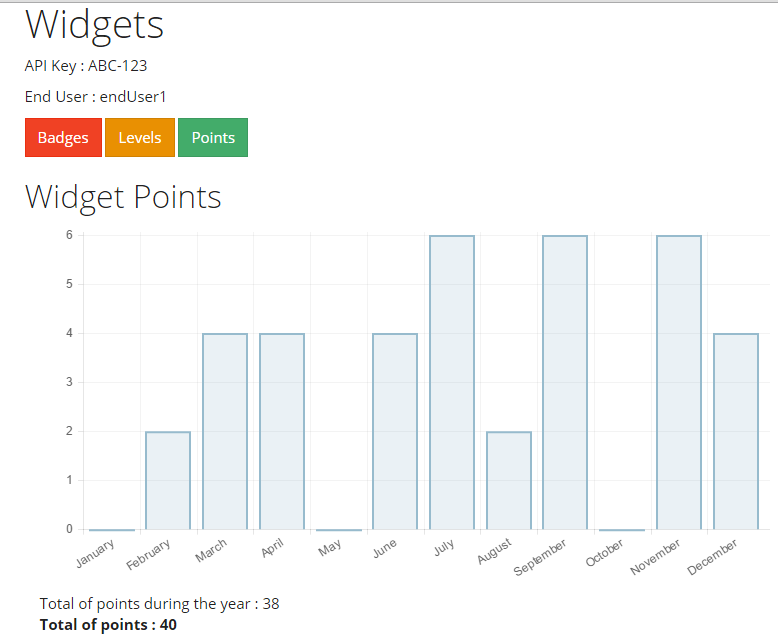 Widgets
API Key : ABC-123
End User : endUser1
Badges Levels Points
Widget Points
6
5
4
3
2
1
0
January February March April May June July August September October November December
Total of points during the year : 38
Total of points : 40